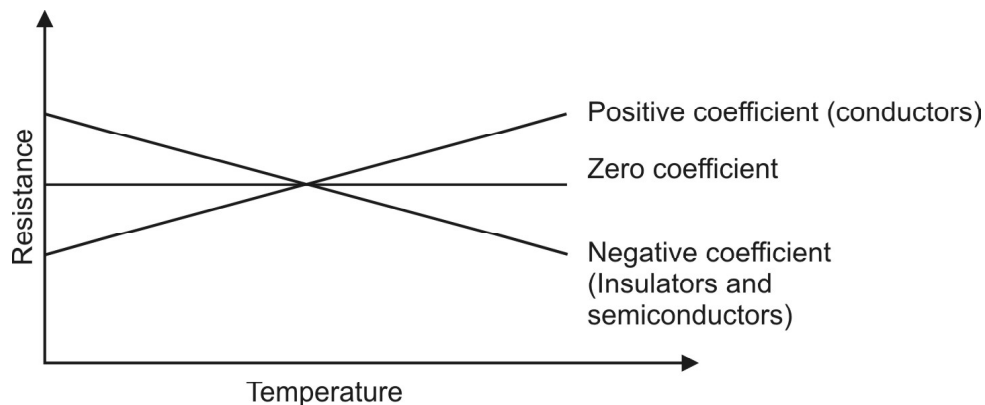 Resistance
Positive coefficient (conductors)
Zero coefficient
Negative coefficient
(Insulators and
semiconductors)
Temperature